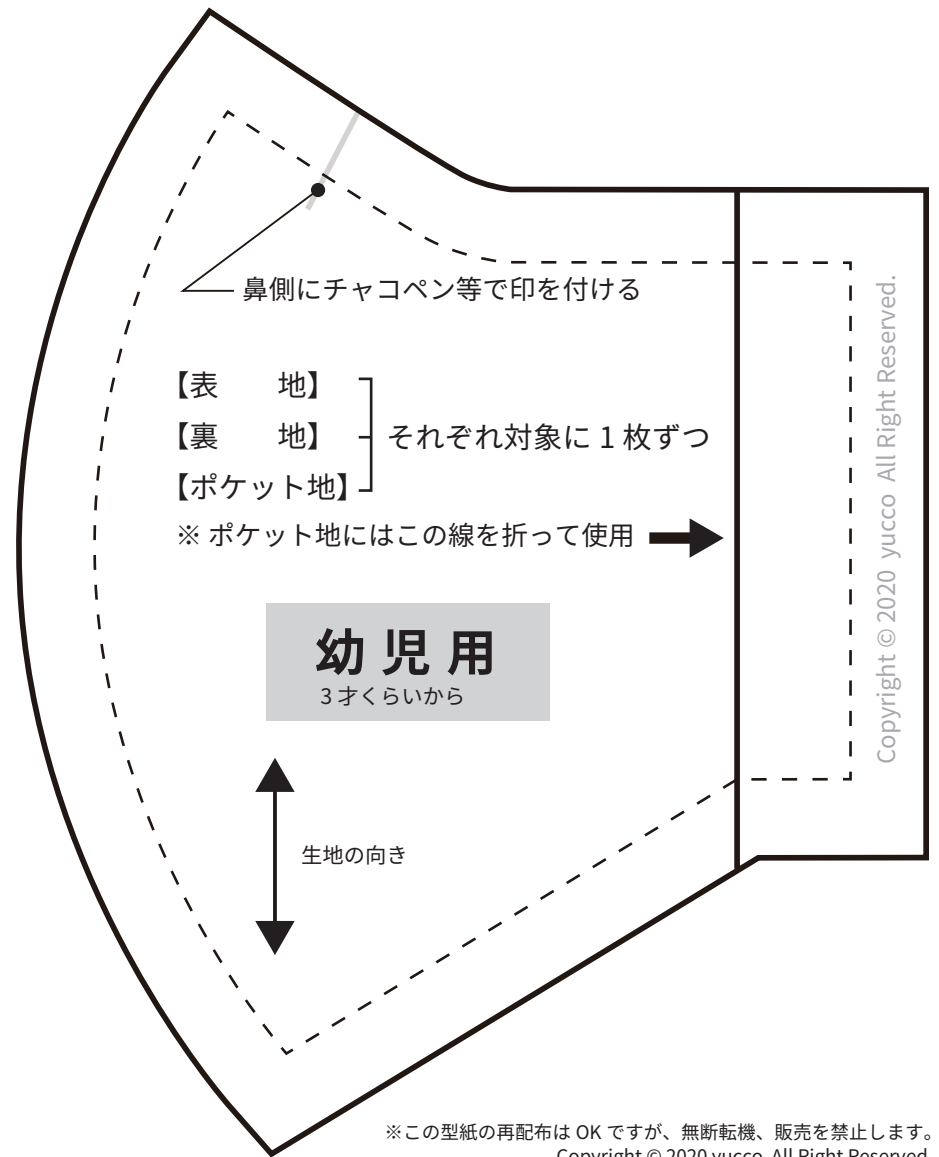 鼻側にチャコペン等で印を付ける
【表　　地】
【裏　　地】
【ポケット地】
それぞれ対象に 1 枚ずつ
※ ポケット地にはこの線を折って使用
幼 児 用
3 才くらいから
生地の向き
Copyright © 2020 yucco All Right Reserved.
※この型紙の再配布は OK ですが、無断転機、販売を禁止します。
Copyright © 2020 yucco All Right Reserved.